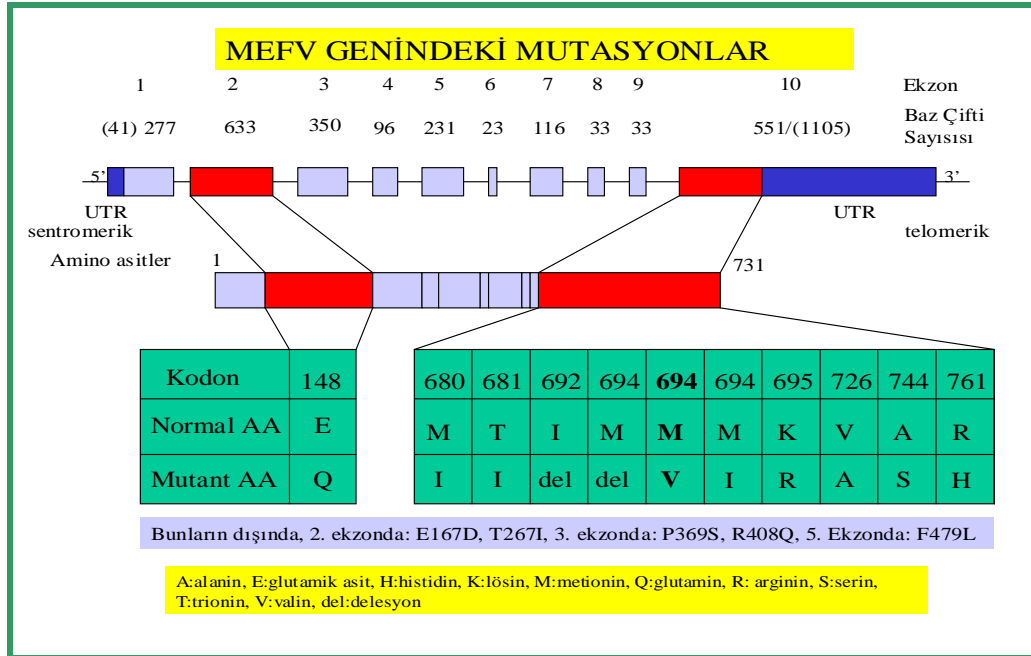 MEFV GENİNDEKİ MUTASYONLAR
1 2 3 4 5 6 7 8 9 10 Ekzon
(41) 277 633 350 96 231 23 116 33 33 551/(1105) Baz Çifti
Sayısısı
5’ 3’
UTR UTR
sentromerik telomerik
Amino asitler 1 731
Kodon 148 680 681 692 694 694 694 695 726 744 761
Normal AA E M T I M M M K V A R
Mutant AA Q I I del del V I R A S H
Bunların dışında, 2. ekzonda: E167D, T267I, 3. ekzonda: P369S, R408Q, 5. Ekzonda: F479L
A:alanin, E:glutamik asit, H:histidin, K:lösin, M:metionin, Q:glutamin, R: arginin, S:serin,
T:trionin, V:valin, del:delesyon